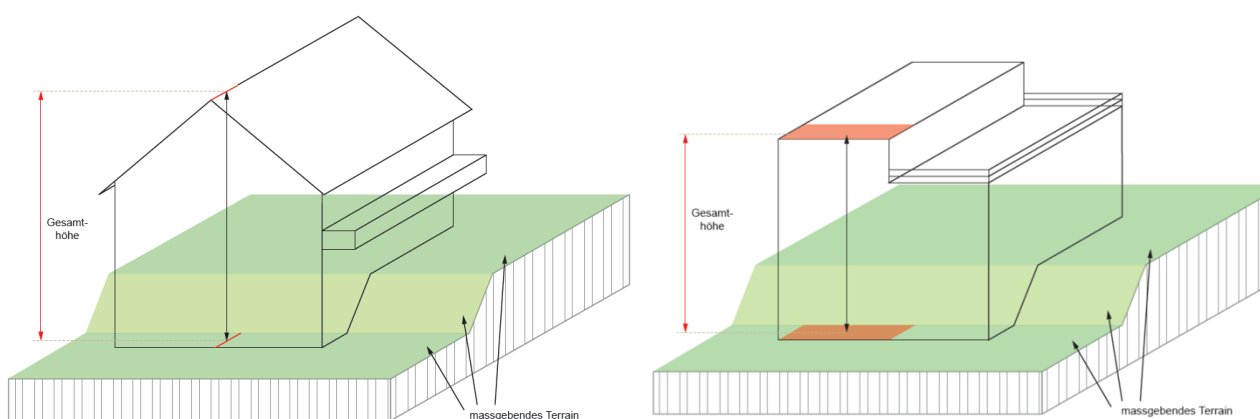 Gesamt-
höhe
massgebendes Terrain
Gesamt-
höhe
massgebendes Terrain